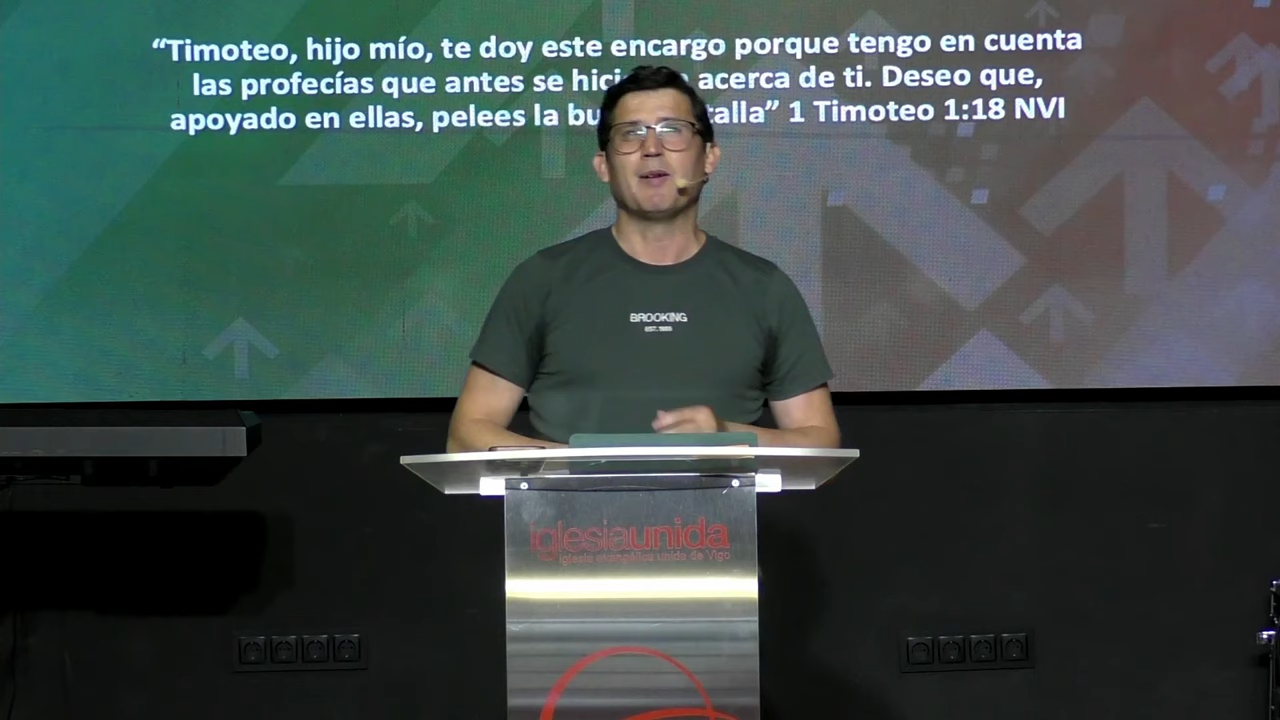 “Timoteo, hijo mío, te doy este encargo porque tengo en cuenta
las profecías que antes se acerca de ti. Deseo que,
apoyado en ellas, pelees la 1 Timoteo 1:18 NVI
BROOKING
iglesiaunida
iglesia evangélica unida de Vigo